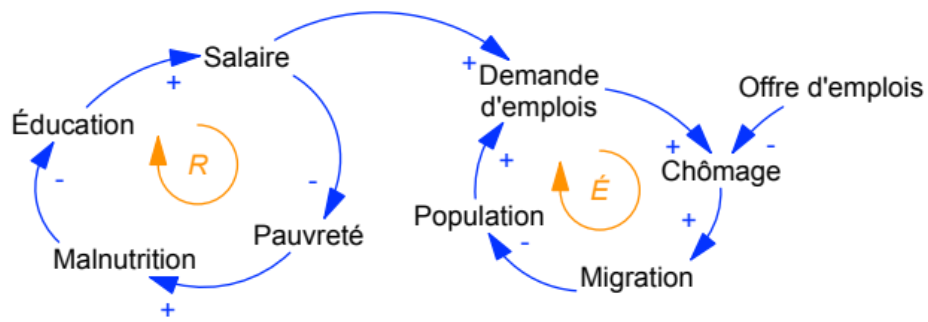 Salaire
+
+
Demande
d'emplois
Offre d'emplois
Éducation
R
-
+
-
Chômage
-
+
É
+
Population
Pauvreté
-
Malnutrition
Migration
+